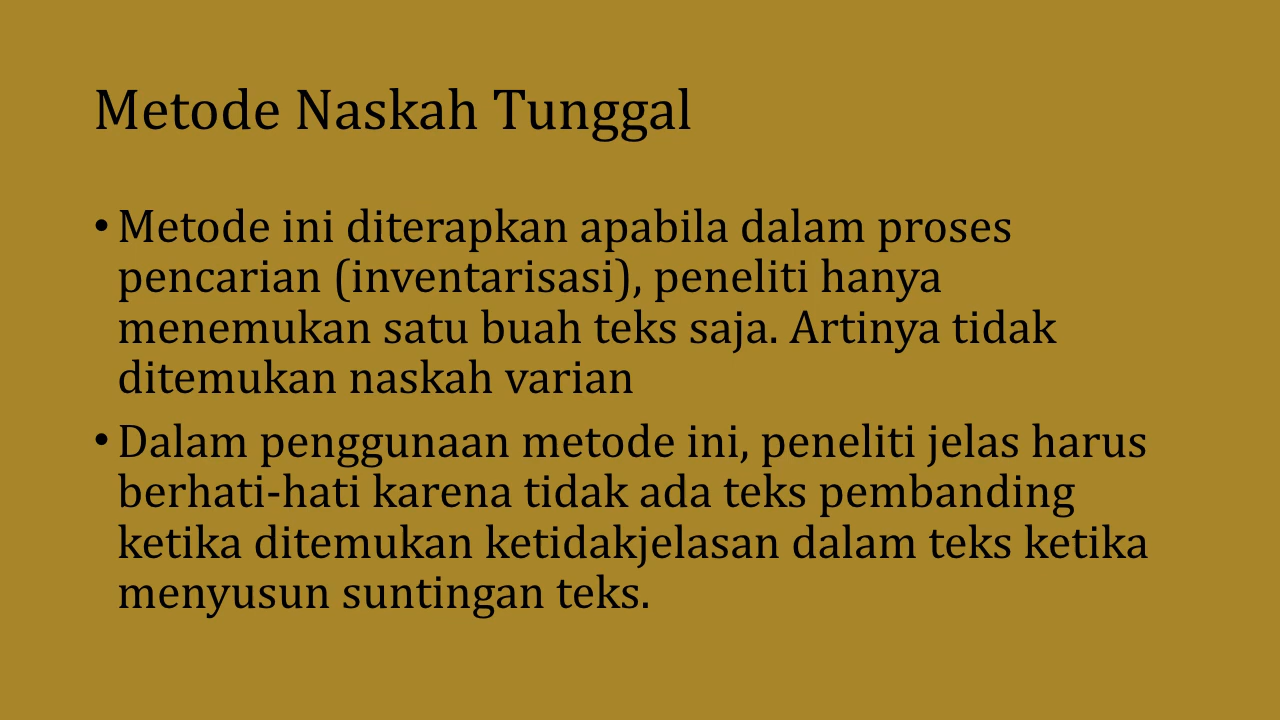 Metode Naskah Tunggal
• Metode ini diterapkan apabila dalam proses
pencarian (inventarisasi), peneliti hanya
menemukan satu buah teks saja. Artinya tidak
ditemukan naskah varian
• Dalam penggunaan metode ini, peneliti jelas harus
berhati-hati karena tidak ada teks pembanding
ketika ditemukan ketidakjelasan dalam teks ketika
menyusun suntingan teks.